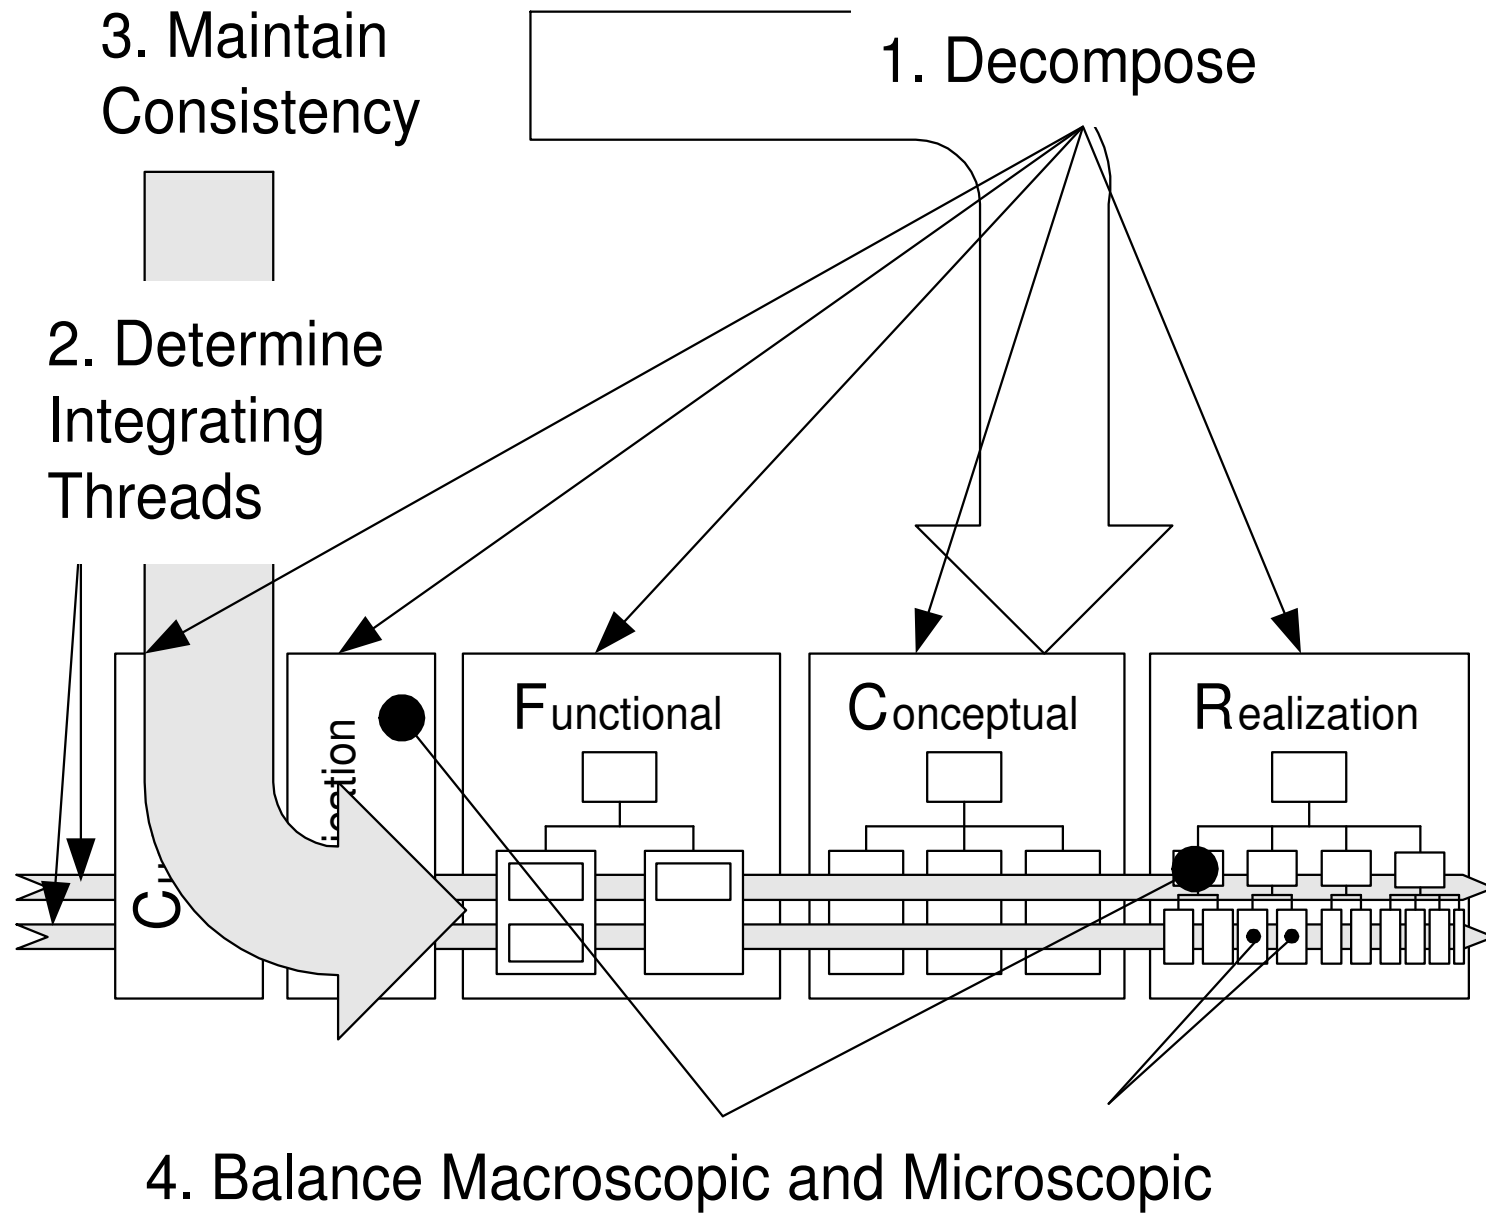 3. Maintain
Consistency
1. Decompose
2. Determine
Integrating
Threads
Functional
Conceptual
Realization
4. Balance Macroscopic and Microscopic